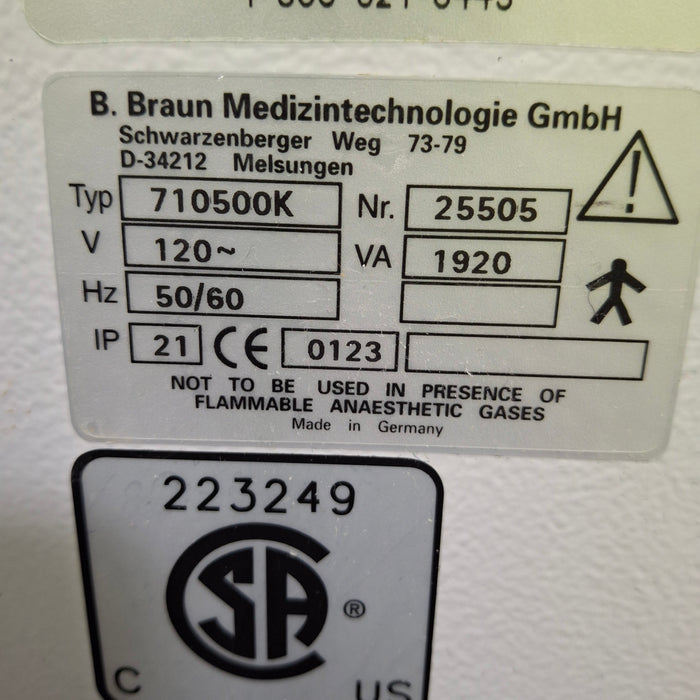 B. Braun Medizintechnologie GmbH
Schwarzenberger Weg 73-79
D-34212 Melsungen
Typ 710500K Nr. 25505
V 120~ VA 1920
Hz 50/60
IP 21 CE 0123
NOT TO BE USED IN PRESENCE OF
FLAMMABLE ANAESTHETIC GASES
Made in Germany
223249
CSA ®
C US